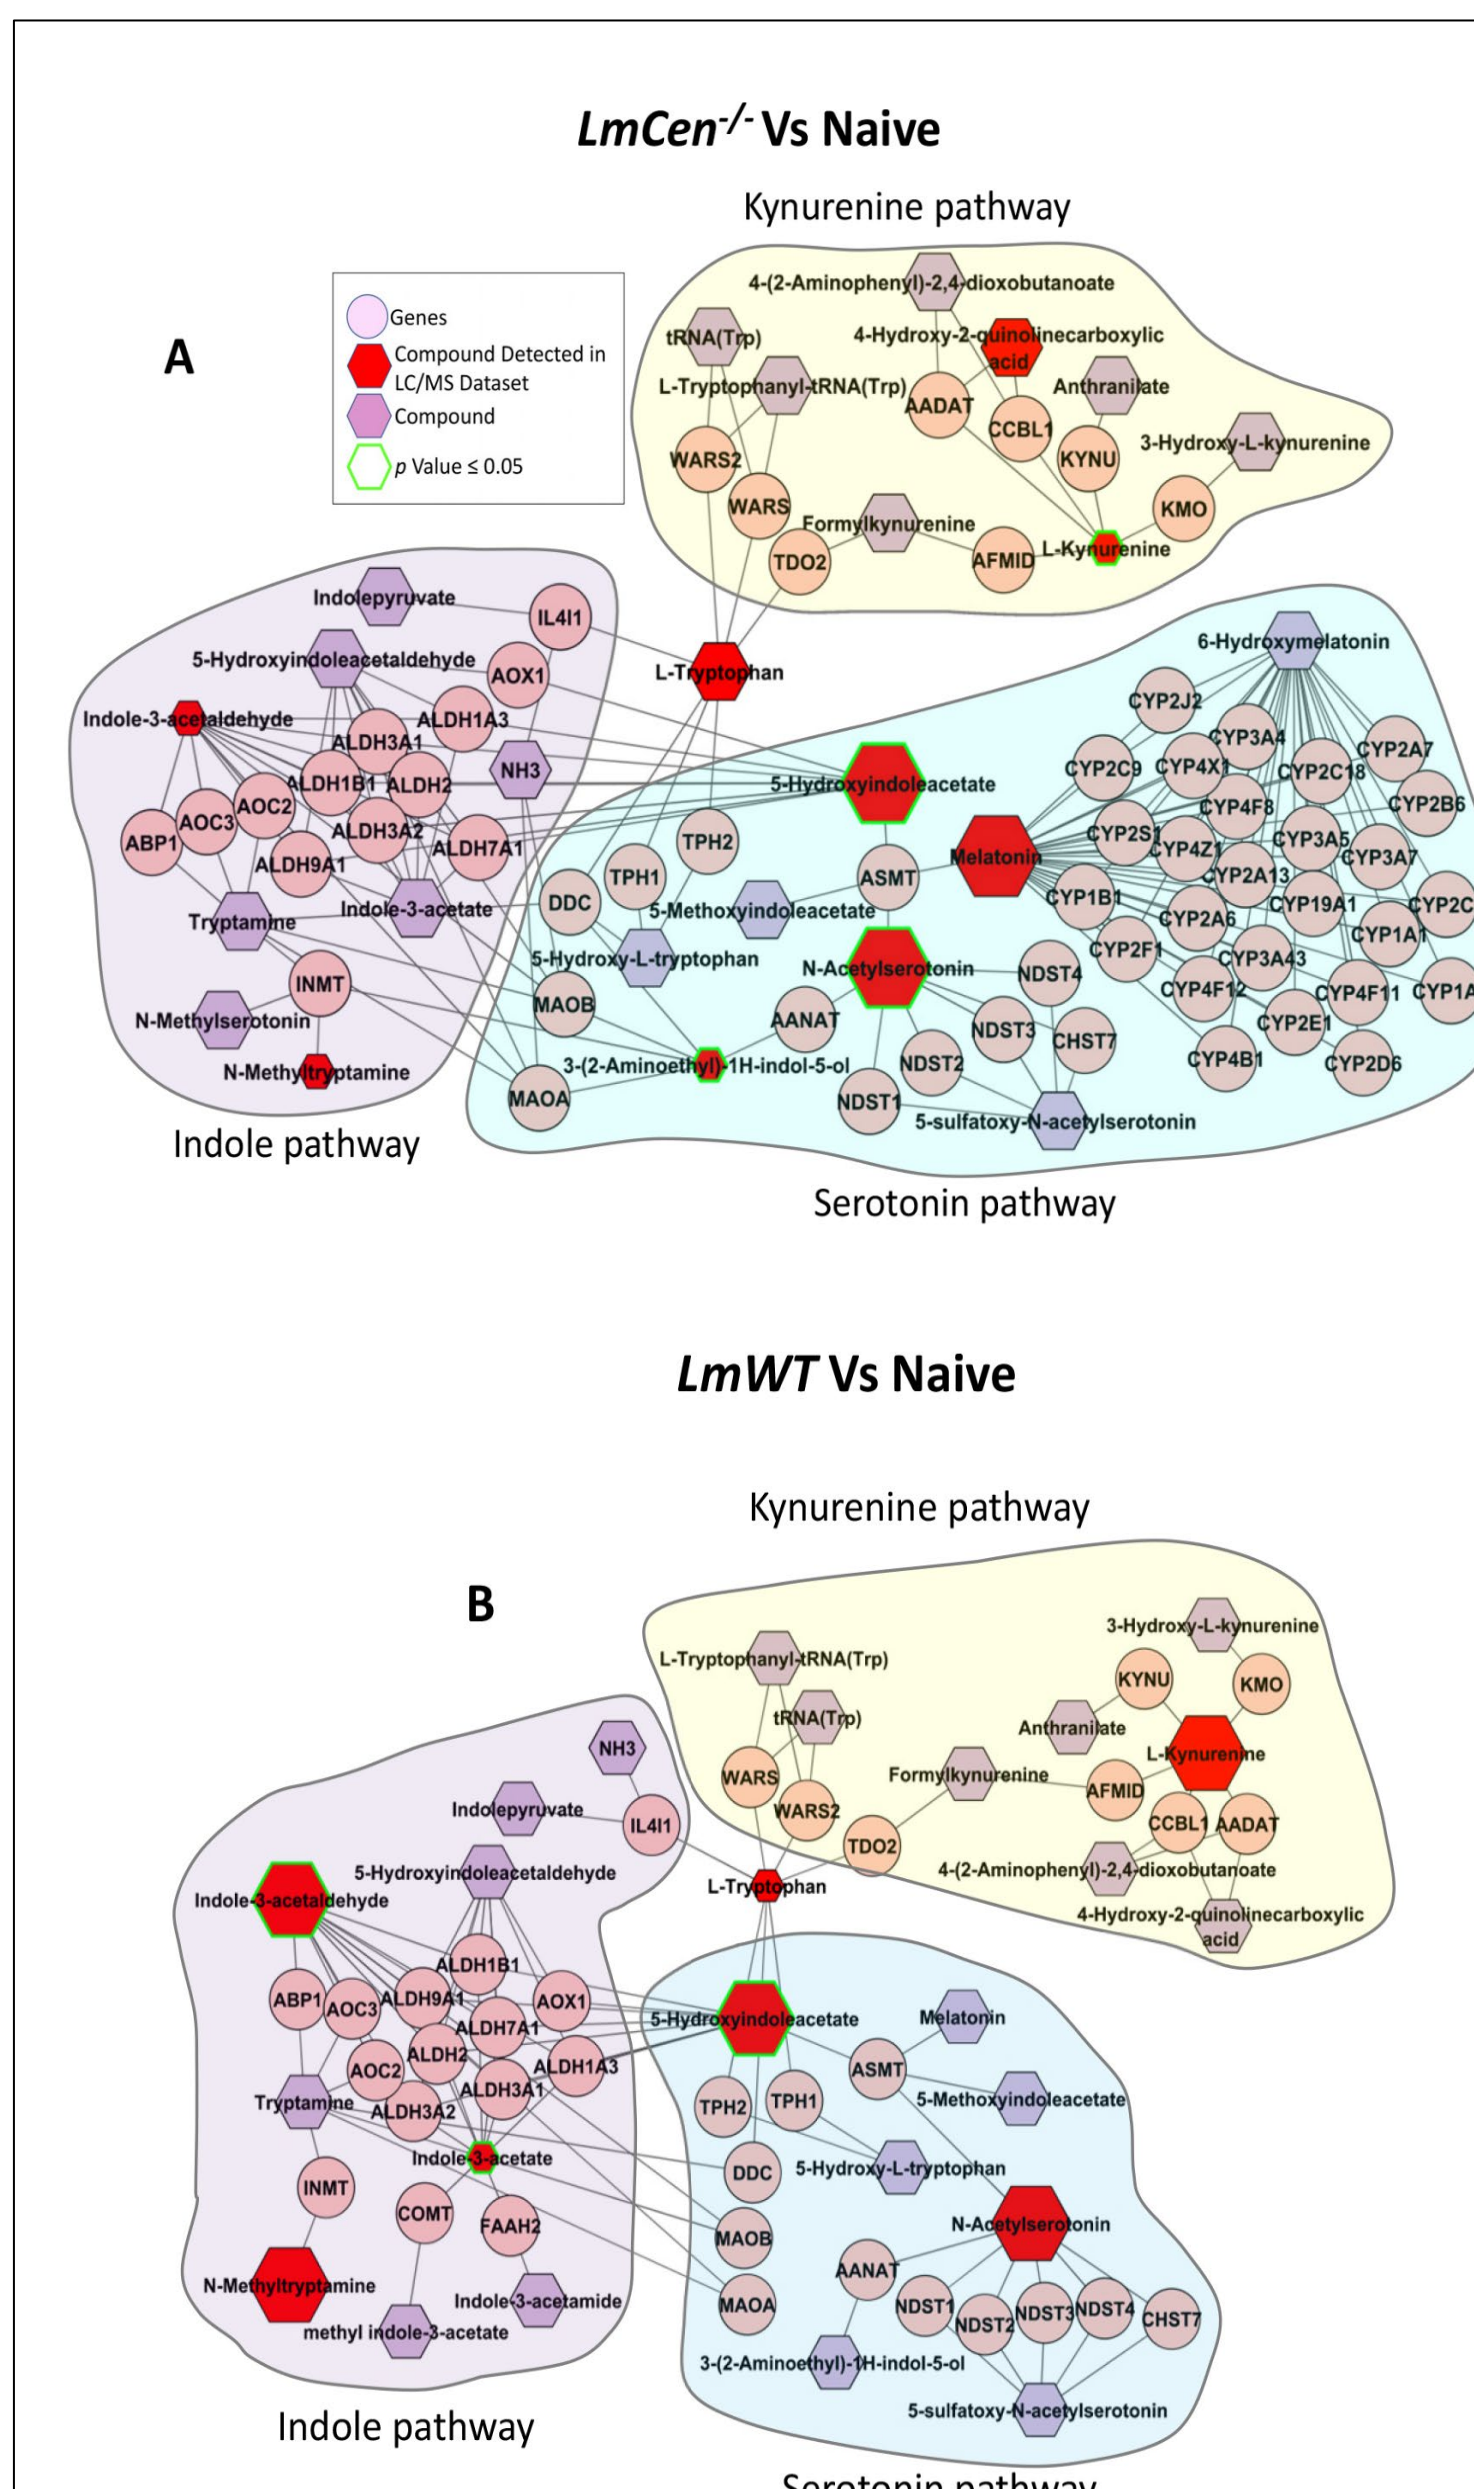 LmCen-/- Vs Naive
Kynurenine pathway
A
Genes
Compound Detected in
LC/MS Dataset
Compound
p Value ≤ 0.05
4-(2-Aminophenyl)-2,4-dioxobutanoate
tRNA(Trp)
4-Hydroxy-2-quinolinecarboxylic
acid
L-Tryptophanyl-tRNA(Trp)
Anthranilate
AADAT
CCBL1
3-Hydroxy-L-kynurenine
WARS2
KYNU
WARS
KMO
Formylkynurenine
TDO2
AFMID
L-Kynurenine
Indolepyruvate
IL4I1
5-Hydroxyindoleacetaldehyde
AOX1
L-Tryptophan
6-Hydroxymelatonin
Indole-3-acetaldehyde
ALDH1A3
ALDH3A1
NH3
ALDH1B1
ALDH2
5-Hydroxyindoleacetate
AOC2
AOC3
ABP1
ALDH3A2
ALDH9A1
ALDH7A1
CYP2J2
CYP3A4
CYP2A7
CYP2C9
CYP4X1
CYP2C18
CYP4F8
CYP2B6
CYP2S1
CYP4Z1
CYP3A5
CYP3A7
TPH2
Melatonin
TPH1
ASMT
CYP2A13
CYP1B1
CYP19A1
CYP2C
DDC
5-Methoxyindoleacetate
CYP2A6
CYP1A1
Tryptamine
Indole-3-acetate
5-Hydroxy-L-tryptophan
N-Acetylserotonin
NDST4
CYP2F1
CYP3A43
INMT
MAOB
CYP4F12
CYP4F11
CYP1A
N-Methylserotonin
AANAT
NDST3
CHST7
CYP2E1
N-Methyltryptamine
3-(2-Aminoethyl)-1H-indol-5-ol
NDST2
CYP4B1
CYP2D6
MAOA
NDST1
5-sulfatoxy-N-acetylserotonin
Indole pathway
Serotonin pathway
LmWT Vs Naive
Kynurenine pathway
B
3-Hydroxy-L-kynurenine
L-Tryptophanyl-tRNA(Trp)
KYNU
KMO
tRNA(Trp)
Anthranilate
NH3
L-Kynurenine
WARS
Formylkynurenine
AFMID
Indolepyruvate
WARS2
IL4I1
CCBL1
AADAT
TDO2
5-Hydroxyindoleacetaldehyde
4-(2-Aminophenyl)-2,4-dioxobutanoate
L-Tryptophan
Indole-3-acetaldehyde
4-Hydroxy-2-quinolinecarboxylic
acid
ALDH1B1
ABP1
AOC3
ALDH9A1
AOX1
5-Hydroxyindoleacetate
Melatonin
ALDH7A1
ALDH2
ALDH1A3
AOC2
ASMT
ALDH3A1
5-Methoxyindoleacetate
Tryptamine
ALDH3A2
TPH2
TPH1
Indole-3-acetate
DDC
5-Hydroxy-L-tryptophan
INMT
COMT
FAAH2
N-Acetylserotonin
MAOB
AANAT
N-Methyltryptamine
Indole-3-acetamide
MAOA
NDST1
NDST2
NDST3
NDST4
CHST7
methyl indole-3-acetate
3-(2-Aminoethyl)-1H-indol-5-ol
5-sulfatoxy-N-acetylserotonin
Indole pathway
Serotonin pathway